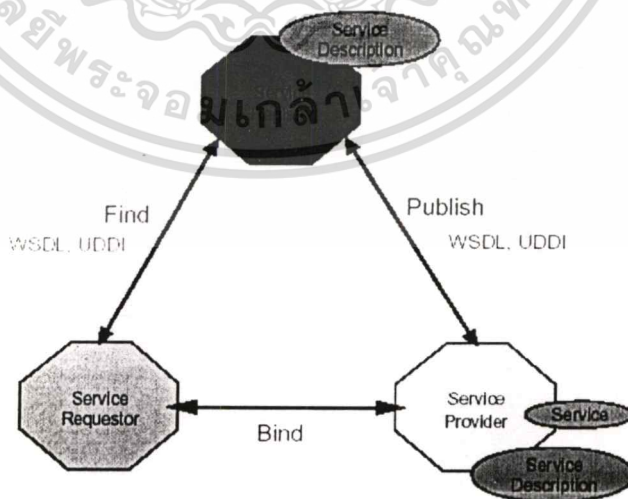 Service
Description
Find
WSDL, UDDI
Publish
WSDL, UDDI
Service
Requestor
Bind
Service
Provider
Service
Service
Description